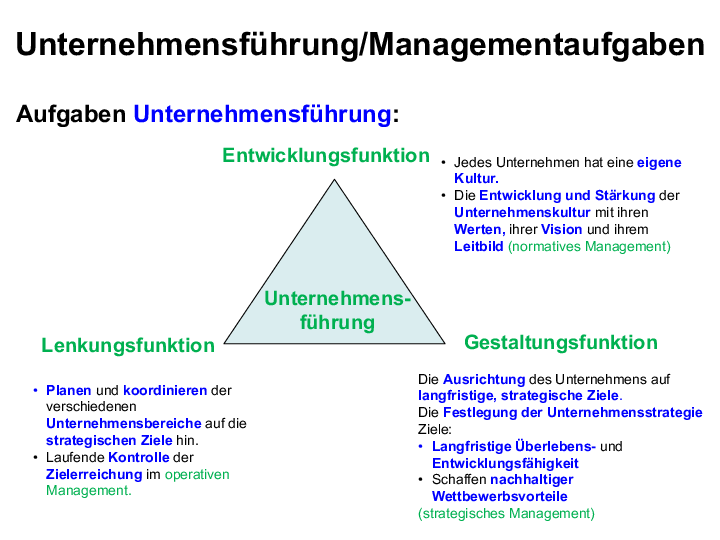 Unternehmensführung/Managementaufgaben
Aufgaben Unternehmensführung:
Entwicklungsfunktion
• Jedes Unternehmen hat eine eigene
Kultur.
• Die Entwicklung und Stärkung der
Unternehmenskultur mit ihren
Werten, ihrer Vision und ihrem
Leitbild (normatives Management)
Unternehmens-
führung
Lenkungsfunktion
• Planen und koordinieren der
verschiedenen
Unternehmensbereiche auf die
strategischen Ziele hin.
• Laufende Kontrolle der
Zielerreichung im operativen
Management.
Gestaltungsfunktion
Die Ausrichtung des Unternehmens auf
langfristige, strategische Ziele.
Die Festlegung der Unternehmensstrategie
Ziele:
• Langfristige Überlebens- und
Entwicklungsfähigkeit
• Schaffen nachhaltiger
Wettbewerbsvorteile
(strategisches Management)